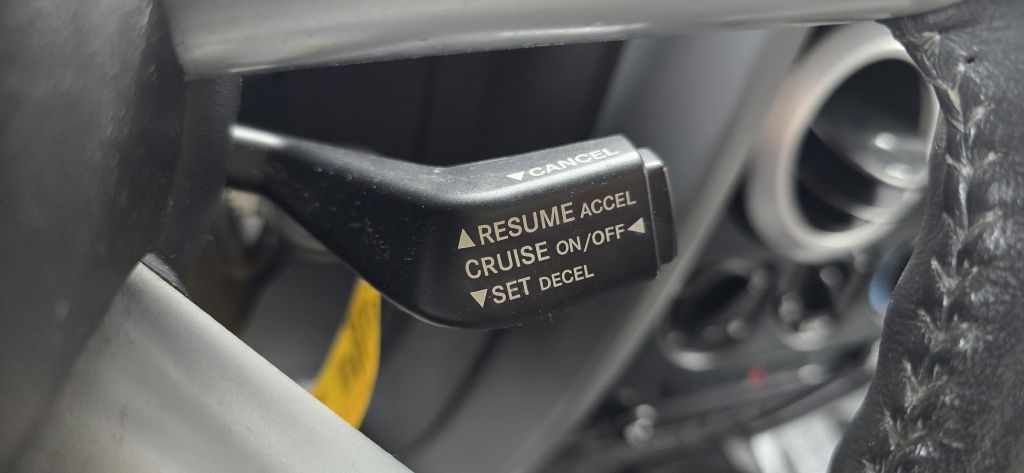 ▼CANCEL
▲RESUME ACCEL
CRUISE ON/OFF◀
▼SET DECEL